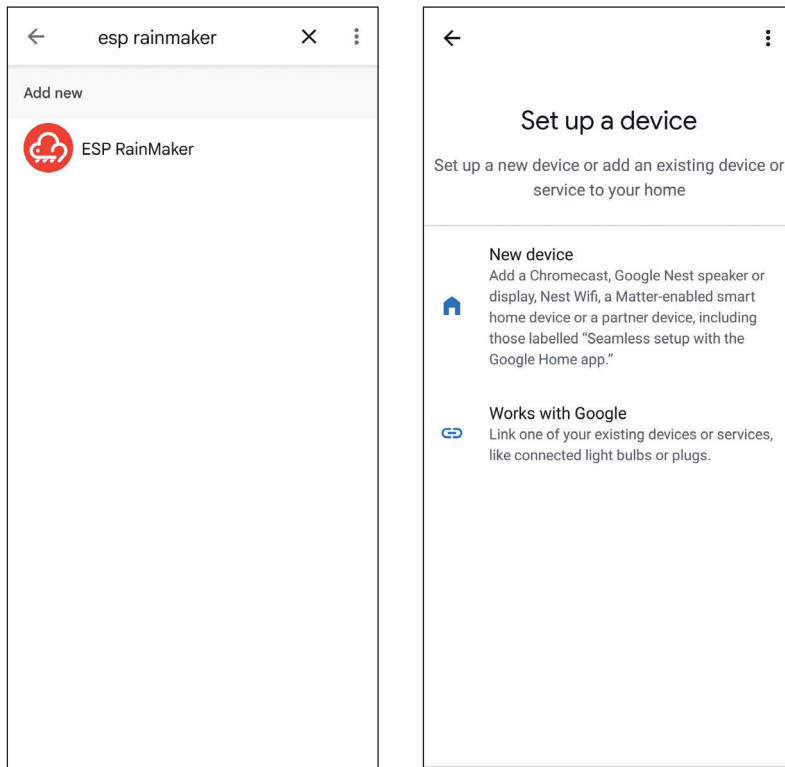 esp rainmaker
Add new
ESP RainMaker
Set up a device
Set up a new device or add an existing device or
service to your home
New device
Add a Chromecast, Google Nest speaker or
display, Nest Wifi, a Matter-enabled smart
home device or a partner device, including
those labelled “Seamless setup with the
Google Home app.”
Works with Google
Link one of your existing devices or services,
like connected light bulbs or plugs.